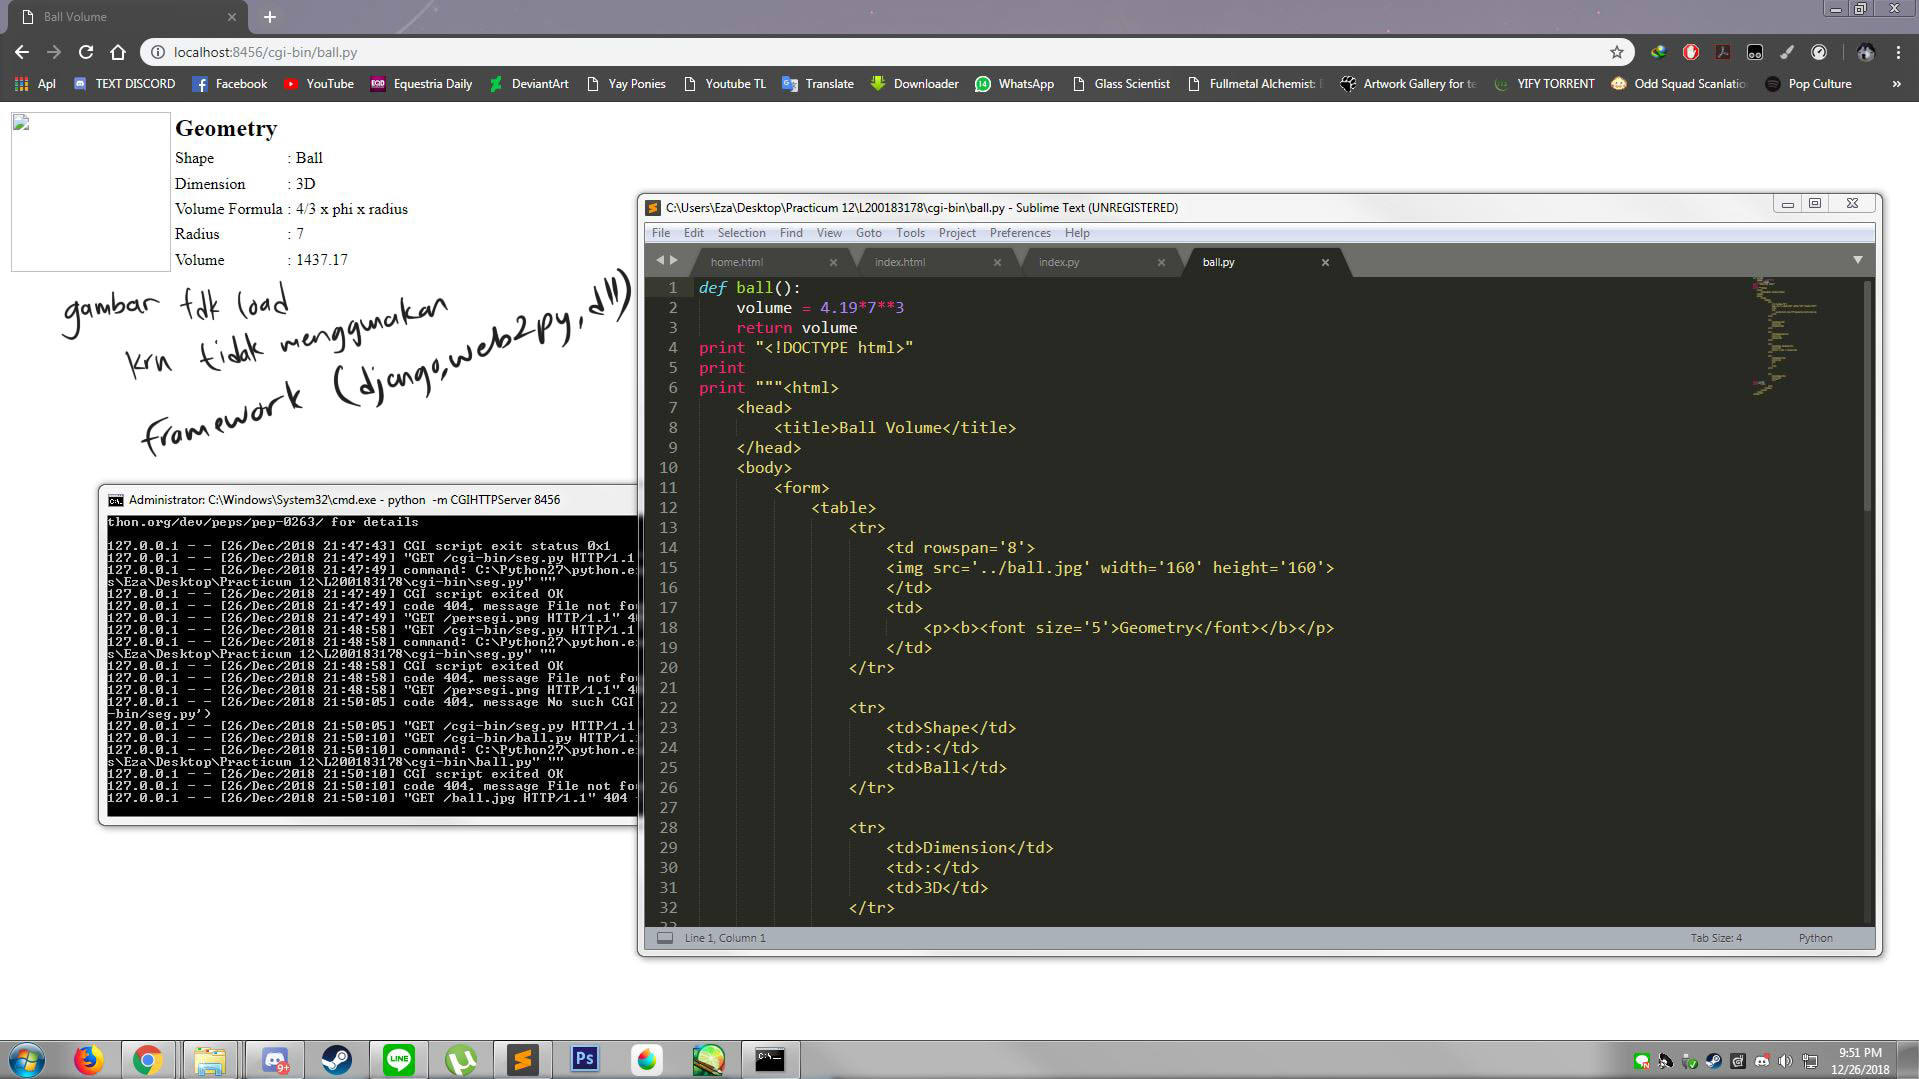 Ball Volume
localhost:8456/cgi-bin/ball.py
Apl TEXT DISCORD Facebook YouTube Equestria Daily DeviantArt Yay Ponies Youtube TL Translate Downloader WhatsApp Glass Scientist Fullmetal Alchemist: Artwork Gallery for te YIFY TORRENT Odd Squad Scanlatio Pop Culture »
Geometry
Shape : Ball
Dimension : 3D
Volume Formula : 4/3 x phi x radius
Radius : 7
Volume : 1437.17
gambar tdk load
krn tidak menggunakan
framework (django, web2py, dll)
Administrator: C:\Windows\System32\cmd.exe - python -m CGIHTTPServer 8456
thon.org/dev/peps/pep-0263/ for details
127.0.0.1 - - [26/Dec/2018 21:47:43] CGI script exit status 0x1
127.0.0.1 - - [26/Dec/2018 21:47:49] "GET /cgi-bin/seg.py HTTP/1.1
127.0.0.1 - - [26/Dec/2018 21:47:49] command: C:\Python27\python.e
s\Eza\Desktop\Practicum 12\L200183178\cgi-bin\seg.py" ""
127.0.0.1 - - [26/Dec/2018 21:47:49] CGI script exited OK
127.0.0.1 - - [26/Dec/2018 21:47:49] code 404, message File not fo
127.0.0.1 - - [26/Dec/2018 21:47:49] "GET /persegi.png HTTP/1.1" 4
127.0.0.1 - - [26/Dec/2018 21:48:58] "GET /cgi-bin/seg.py HTTP/1.1
127.0.0.1 - - [26/Dec/2018 21:48:58] command: C:\Python27\python.e
s\Eza\Desktop\Practicum 12\L200183178\cgi-bin\seg.py" ""
127.0.0.1 - - [26/Dec/2018 21:48:58] CGI script exited OK
127.0.0.1 - - [26/Dec/2018 21:48:58] code 404, message File not fo
127.0.0.1 - - [26/Dec/2018 21:48:58] "GET /persegi.png HTTP/1.1" 4
127.0.0.1 - - [26/Dec/2018 21:50:05] code 404, message No such CGI
-bin/seg.py')
127.0.0.1 - - [26/Dec/2018 21:50:05] "GET /cgi-bin/seg.py HTTP/1.1
127.0.0.1 - - [26/Dec/2018 21:50:10] "GET /cgi-bin/ball.py HTTP/1.
127.0.0.1 - - [26/Dec/2018 21:50:10] command: C:\Python27\python.e
s\Eza\Desktop\Practicum 12\L200183178\cgi-bin\ball.py" ""
127.0.0.1 - - [26/Dec/2018 21:50:10] CGI script exited OK
127.0.0.1 - - [26/Dec/2018 21:50:10] code 404, message File not fo
127.0.0.1 - - [26/Dec/2018 21:50:10] "GET /ball.jpg HTTP/1.1" 404
C:\Users\Eza\Desktop\Practicum 12\L200183178\cgi-bin\ball.py - Sublime Text (UNREGISTERED)
File Edit Selection Find View Goto Tools Project Preferences Help
home.html index.html index.py ball.py
1 def ball():
2 volume = 4.19*7**3
3 return volume
4 print "<!DOCTYPE html>"
5 print
6 print """<html>
7 <head>
8 <title>Ball Volume</title>
9 </head>
10 <body>
11 <form>
12 <table>
13 <tr>
14 <td rowspan='8'>
15 <img src='../ball.jpg' width='160' height='160'>
16 </td>
17 <td>
18 <p><b><font size='5'>Geometry</font></b></p>
19 </td>
20 </tr>
21
22 <tr>
23 <td>Shape</td>
24 <td>:</td>
25 <td>Ball</td>
26 </tr>
27
28 <tr>
29 <td>Dimension</td>
30 <td>:</td>
31 <td>3D</td>
32 </tr>
Line 1, Column 1 Tab Size: 4 Python
9+ LINE Ps
9:51 PM
12/26/2018